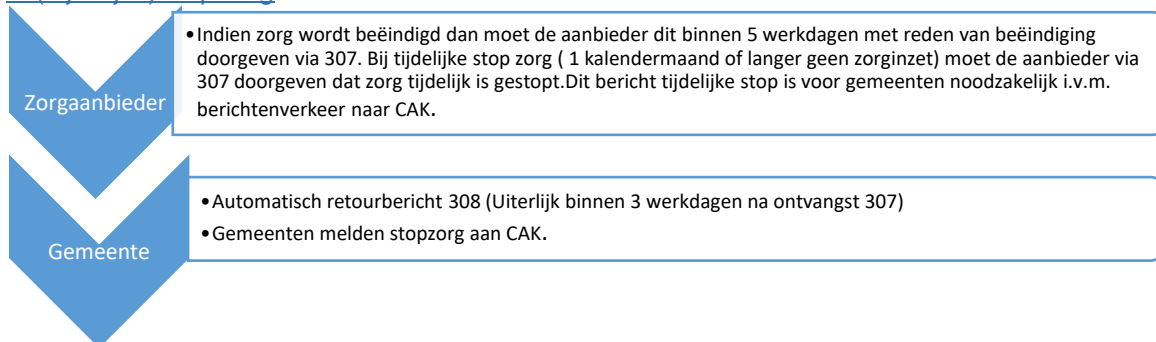 Zorgaanbieder
•Indien zorg wordt beëindigd dan moet de aanbieder dit binnen 5 werkdagen met reden van beëindiging
doorgeven via 307. Bij tijdelijke stop zorg ( 1 kalendermaand of langer geen zorginzet) moet de aanbieder via
307 doorgeven dat zorg tijdelijk is gestopt.Dit bericht tijdelijke stop is voor gemeenten noodzakelijk i.v.m.
berichtenverkeer naar CAK.
Gemeente
•Automatisch retourbericht 308 (Uiterlijk binnen 3 werkdagen na ontvangst 307)
•Gemeenten melden stopzorg aan CAK.